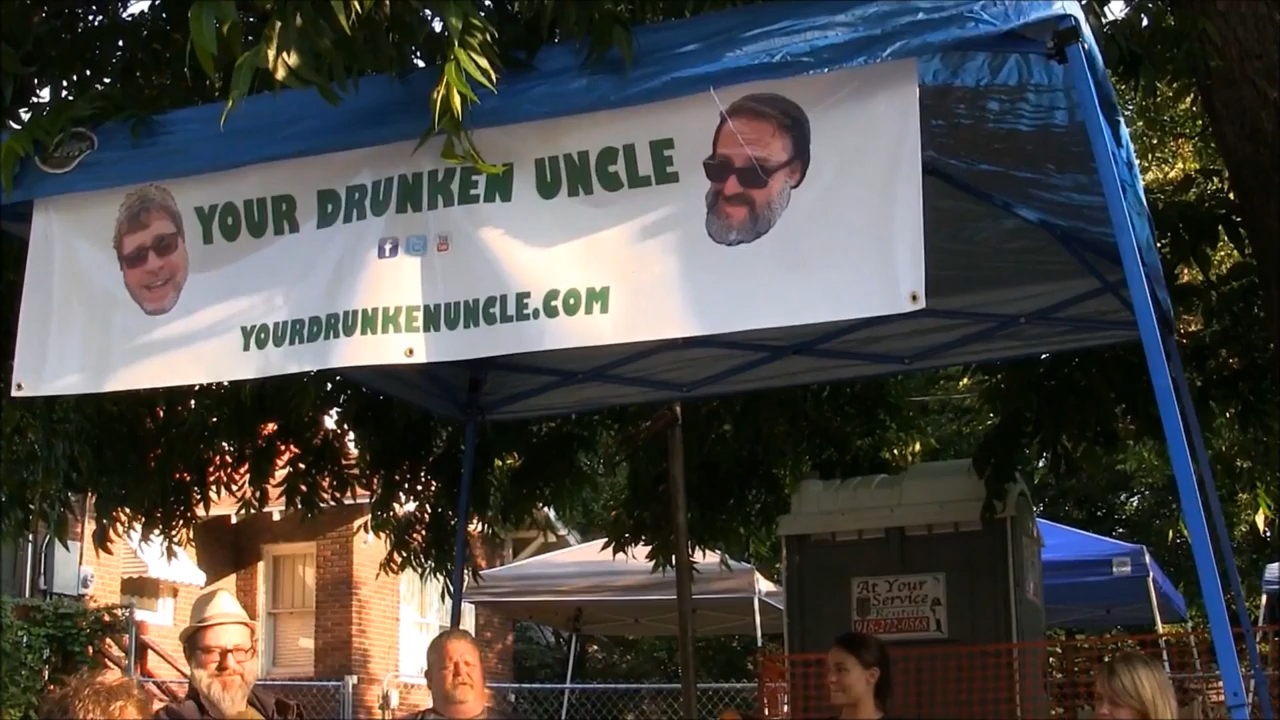 YOUR DRUNKEN UNCLE
f
YOURDRUNKENUNCLE.COM
At Your
Service
Rentals
918-272-0568